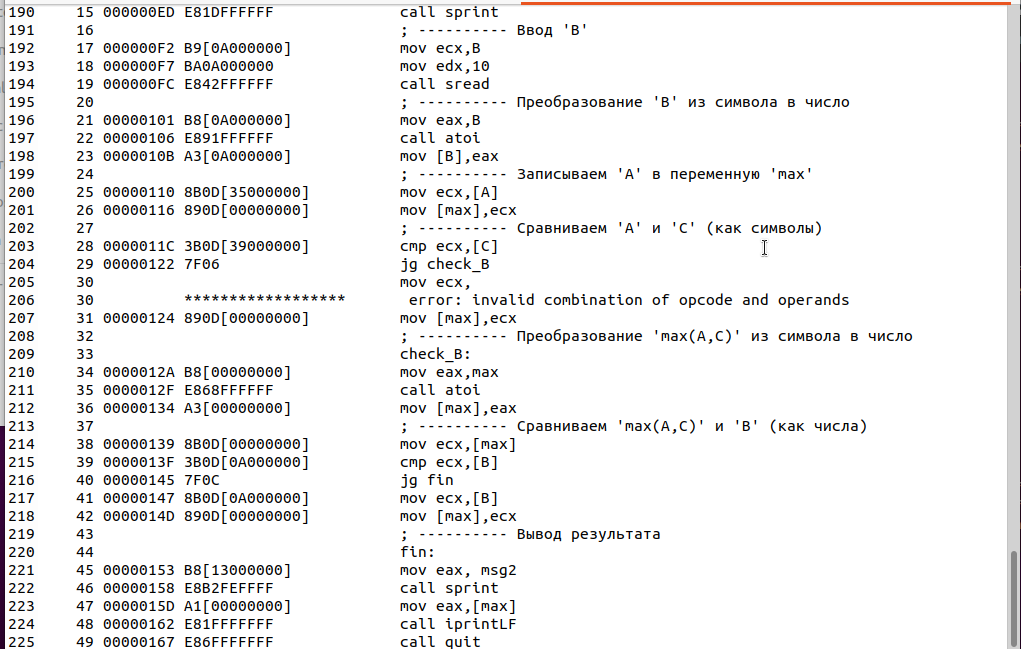 190 15 000000ED E81DFFFFFF call sprint
191 16 ; ---------- Ввод 'B'
192 17 000000F2 B9[0A000000] mov ecx,B
193 18 000000F7 BA0A000000 mov edx,10
194 19 000000FC E842FFFFFF call sread
195 20 ; ---------- Преобразование 'B' из символа в число
196 21 00000101 B8[0A000000] mov eax,B
197 22 00000106 E891FFFFFF call atoi
198 23 0000010B A3[0A000000] mov [B],eax
199 24 ; ---------- Записываем 'A' в переменную 'max'
200 25 00000110 8B0D[35000000] mov ecx,[A]
201 26 00000116 890D[00000000] mov [max],ecx
202 27 ; ---------- Сравниваем 'A' и 'С' (как символы)
203 28 0000011C 3B0D[39000000] cmp ecx,[C]
204 29 00000122 7F06 jg check_B
205 30 mov ecx,
206 30 ****************** error: invalid combination of opcode and operands
207 31 00000124 890D[00000000] mov [max],ecx
208 32 ; ---------- Преобразование 'max(A,C)' из символа в число
209 33 check_B:
210 34 0000012A B8[00000000] mov eax,max
211 35 0000012F E868FFFFFF call atoi
212 36 00000134 A3[00000000] mov [max],eax
213 37 ; ---------- Сравниваем 'max(A,C)' и 'B' (как числа)
214 38 00000139 8B0D[00000000] mov ecx,[max]
215 39 0000013F 3B0D[0A000000] cmp ecx,[B]
216 40 00000145 7F0C jg fin
217 41 00000147 8B0D[0A000000] mov ecx,[B]
218 42 0000014D 890D[00000000] mov [max],ecx
219 43 ; ---------- Вывод результата
220 44 fin:
221 45 00000153 B8[13000000] mov eax, msg2
222 46 00000158 E8B2FEFFFF call sprint
223 47 0000015D A1[00000000] mov eax,[max]
224 48 00000162 E81FFFFFFF call iprintLF
225 49 00000167 E86FFFFFFF call quit